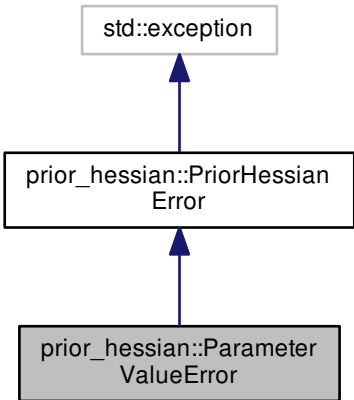 std::exception
prior_hessian::PriorHessian
Error
prior_hessian::Parameter
ValueError